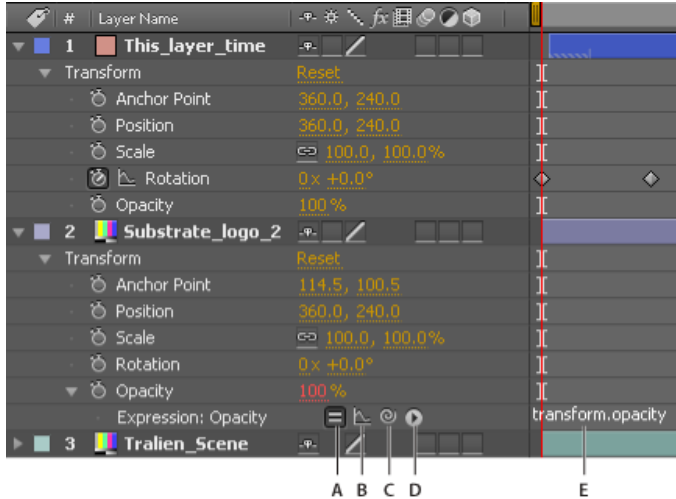 # Layer Name fx
1 This_layer_time
Transform Reset
Anchor Point 360.0, 240.0
Position 360.0, 240.0
Scale 100.0, 100.0%
Rotation 0x +0.0°
Opacity 100%
2 Substrate_logo_2
Transform Reset
Anchor Point 114.5, 100.5
Position 360.0, 240.0
Scale 100.0, 100.0%
Rotation 0x +0.0°
Opacity 100%
Expression: Opacity transform.opacity
3 Tralien_Scene
A B C D E